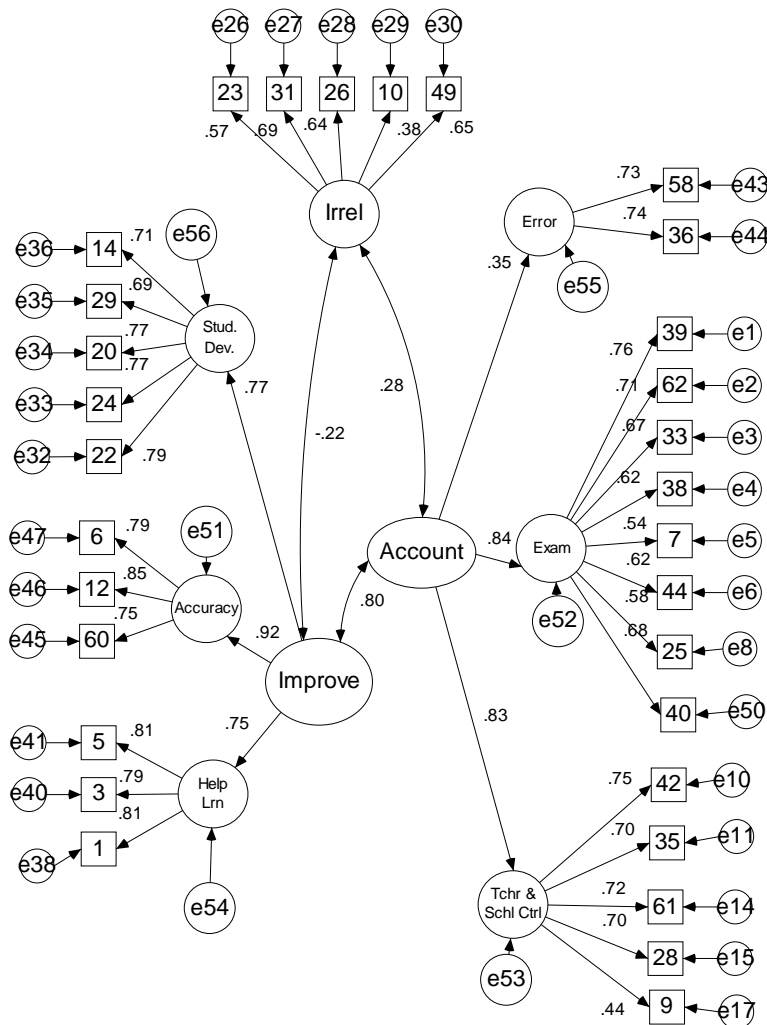 e26 e27 e28 e29 e30
23 31 26 10 49
.57 .69 .64 .38 .65
Irrel
e56
e36 14 .71
e35 29 .69
e34 20 .77
e33 24 .77
e32 22 .79
Stud.
Dev.
.77
-.22
.28
.35
Error
.73 58 e43
.74 36 e44
e55
.76 39 e1
.71 62 e2
.67 33 e3
.62 38 e4
.54 7 e5
.62 44 e6
.58 25 e8
.68 40 e50
Account
.84
Exam
e52
e51
e47 6 .79
e46 12 .85
e45 60 .75
Accuracy
.92
.80
Improve
.75
.83
e41 5 .81
e40 3 .79
e38 1 .81
Help
Lrn
e54
Tchr &
Schl Ctrl
e53
.75 42 e10
.70 35 e11
.72 61 e14
.70 28 e15
.44 9 e17